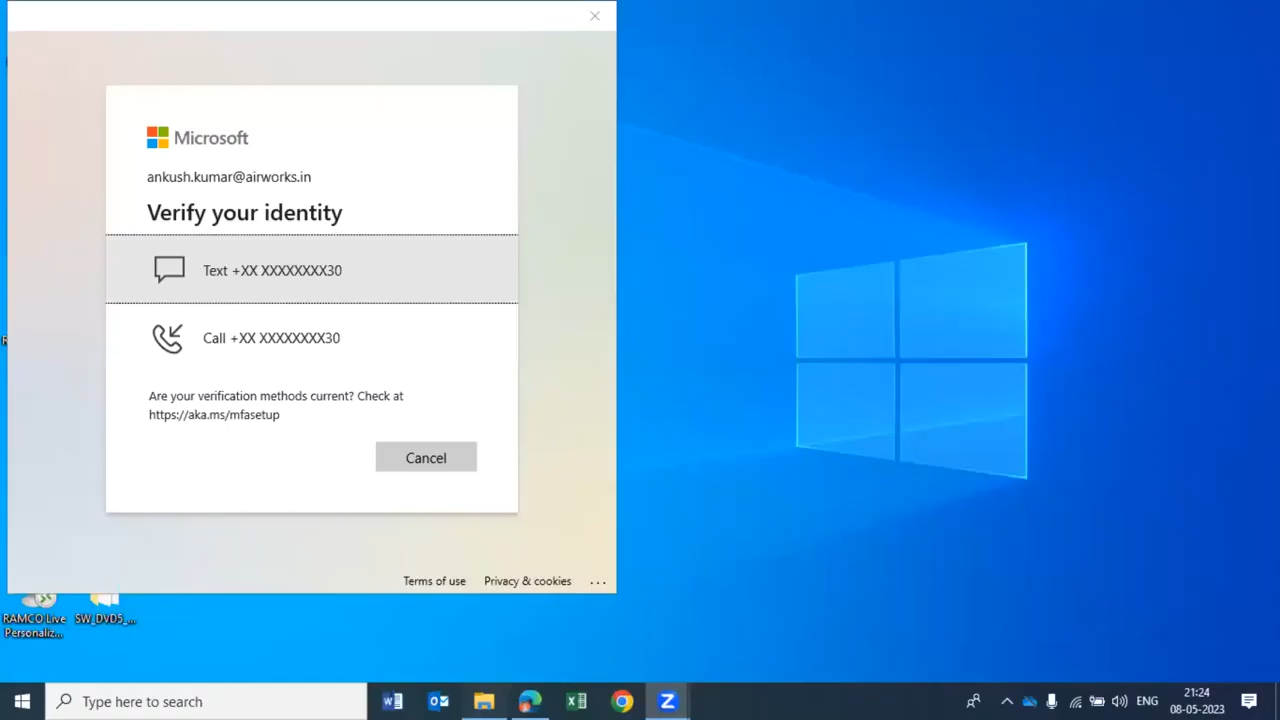 Microsoft
ankush.kumar@airworks.in
Verify your identity
Text +XX XXXXXXXX30
Call +XX XXXXXXXX30
Are your verification methods current? Check at
https://aka.ms/mfasetup
Cancel
Terms of use Privacy & cookies ...
RAMCO Live
Personaliz...
SW_DVD5_...
Type here to search
ENG
21:24
08-05-2023